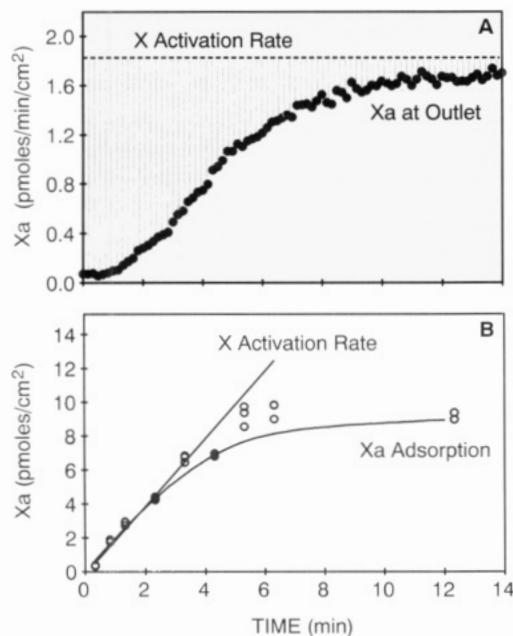 A
X Activation Rate
Xa at Outlet
Xa (pmoles/min/cm²)
2.0
1.6
1.2
0.8
0.4
0.0
B
X Activation Rate
Xa Adsorption
Xa (pmoles/cm²)
14
12
10
8
6
4
2
0
0 2 4 6 8 10 12 14
TIME (min)